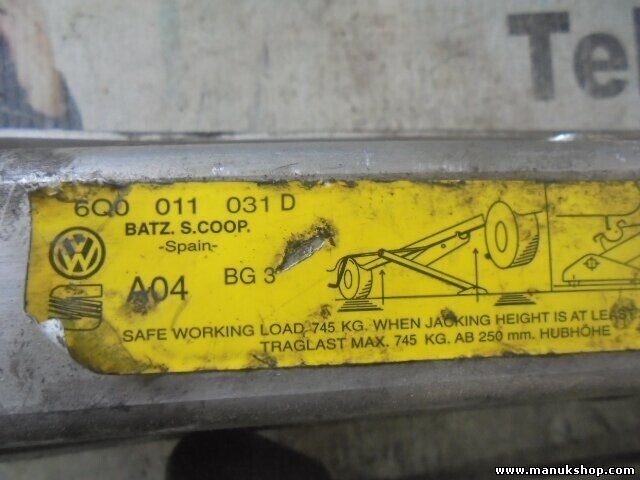 Tel
6Q0 011 031 D
BATZ. S.COOP.
-Spain-
A04 BG 3
SAFE WORKING LOAD 745 KG. WHEN JACKING HEIGHT IS AT LEAST
TRAGLAST MAX. 745 KG. AB 250 mm. HUBHÖHE
www.manukshop.com